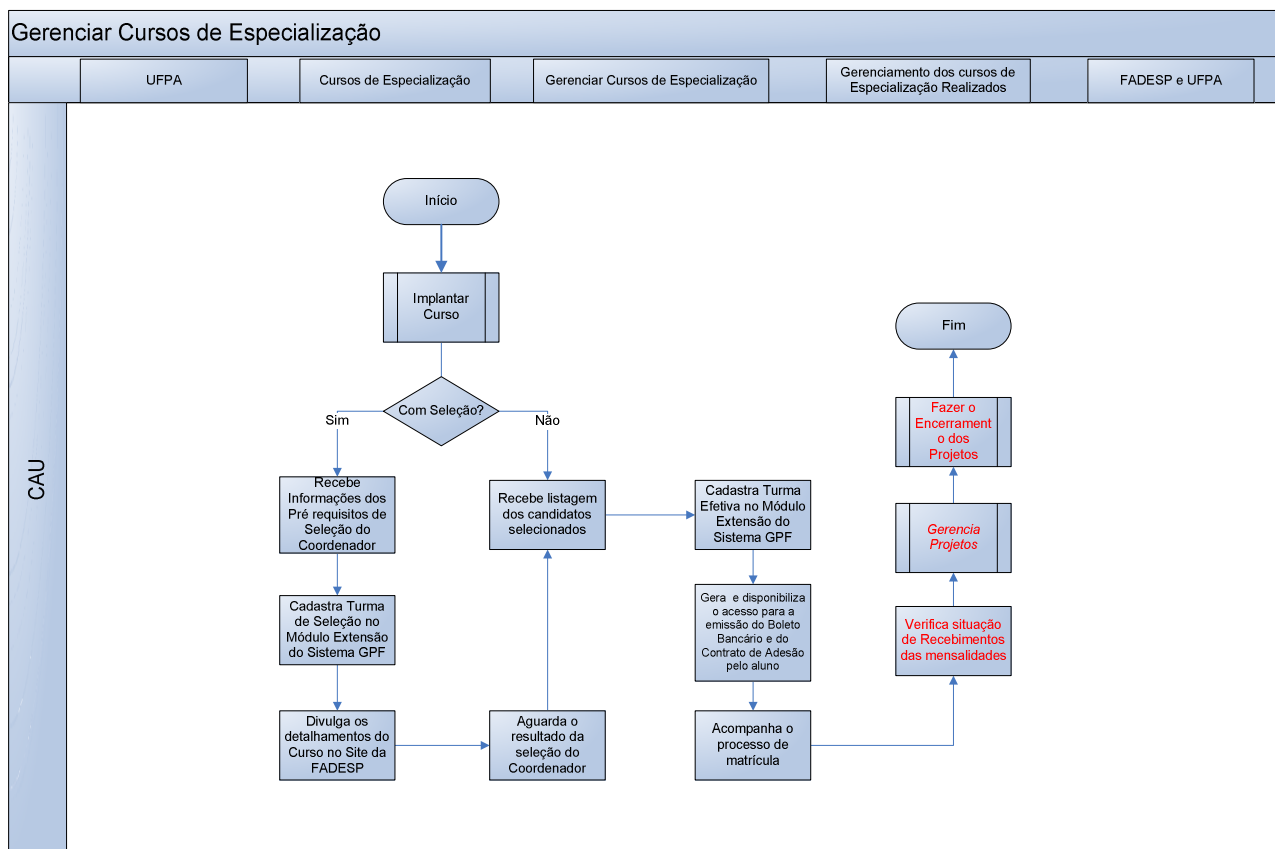 Gerenciar Cursos de Especialização
UFPA
Cursos de Especialização
Gerenciar Cursos de Especialização
Gerenciamento dos cursos de
Especialização Realizados
FADESP e UFPA
CAU
Início
Implantar
Curso
Com Seleção?
Sim
Não
Recebe
Informações dos
Pré requisitos de
Seleção do
Coordenador
Cadastra Turma
de Seleção no
Módulo Extensão
do Sistema GPF
Divulga os
detalhamentos do
Curso no Site da
FADESP
Aguarda o
resultado da
seleção do
Coordenador
Recebe listagem
dos candidatos
selecionados
Cadastra Turma
Efetiva no Módulo
Extensão do
Sistema GPF
Gera e disponibiliza
o acesso para a
emissão do Boleto
Bancário e do
Contrato de Adesão
pelo aluno
Acompanha o
processo de
matrícula
Verifica situação
de Recebimentos
das mensalidades
Gerencia
Projetos
Fazer o
Encerrament
o dos
Projetos
Fim